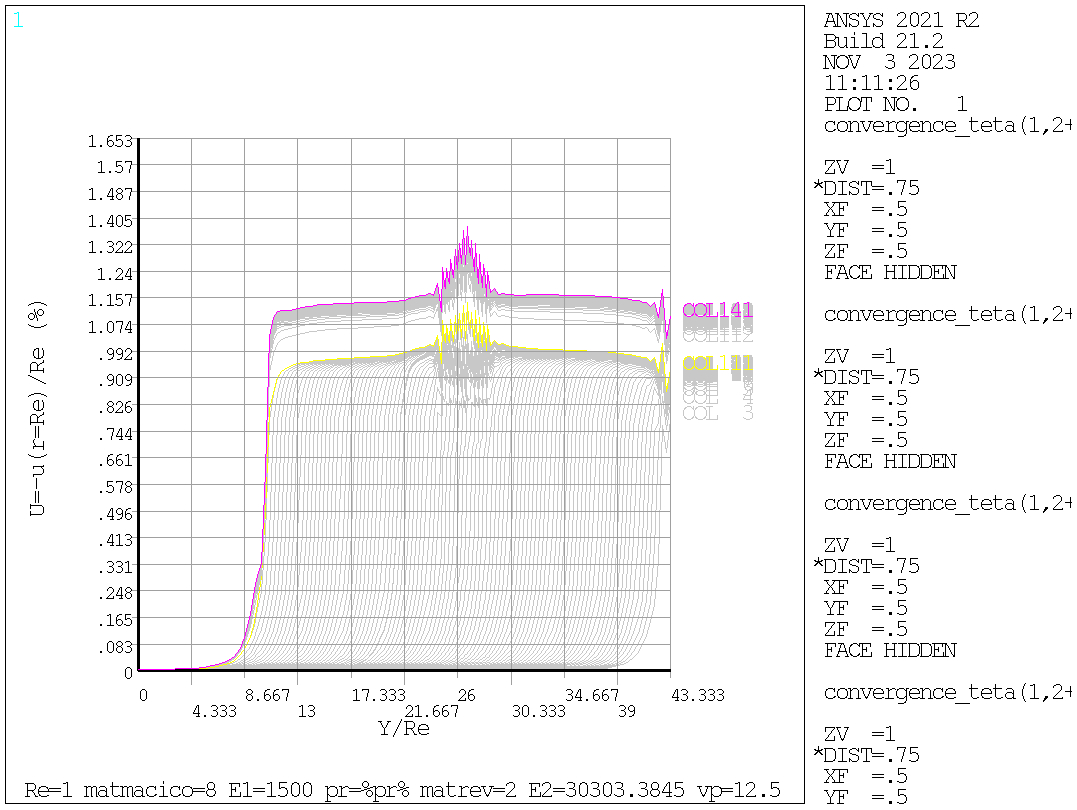 1
ANSYS 2021 R2
Build 21.2
NOV 3 2023
11:11:26
PLOT NO. 1
convergence_teta(1,2+
ZV =1
*DIST=.75
XF =.5
YF =.5
ZF =.5
FACE HIDDEN
convergence_teta(1,2+
ZV =1
*DIST=.75
XF =.5
YF =.5
ZF =.5
FACE HIDDEN
convergence_teta(1,2+
ZV =1
*DIST=.75
XF =.5
YF =.5
ZF =.5
FACE HIDDEN
convergence_teta(1,2+
ZV =1
*DIST=.75
XF =.5
YF =.5
1.653
1.57
1.487
1.405
1.322
1.24
1.157
1.074
.992
.909
.826
.744
.661
.578
.496
.413
.331
.248
.165
.083
0
U=-u(r=Re)/Re (%)
COL141
COL112
COL111
COL 3
0 8.667 17.333 26 34.667 43.333
4.333 13 21.667 30.333 39
Y/Re
Re=1 matmacico=8 E1=1500 pr=%pr% matrev=2 E2=30303.3845 vp=12.5